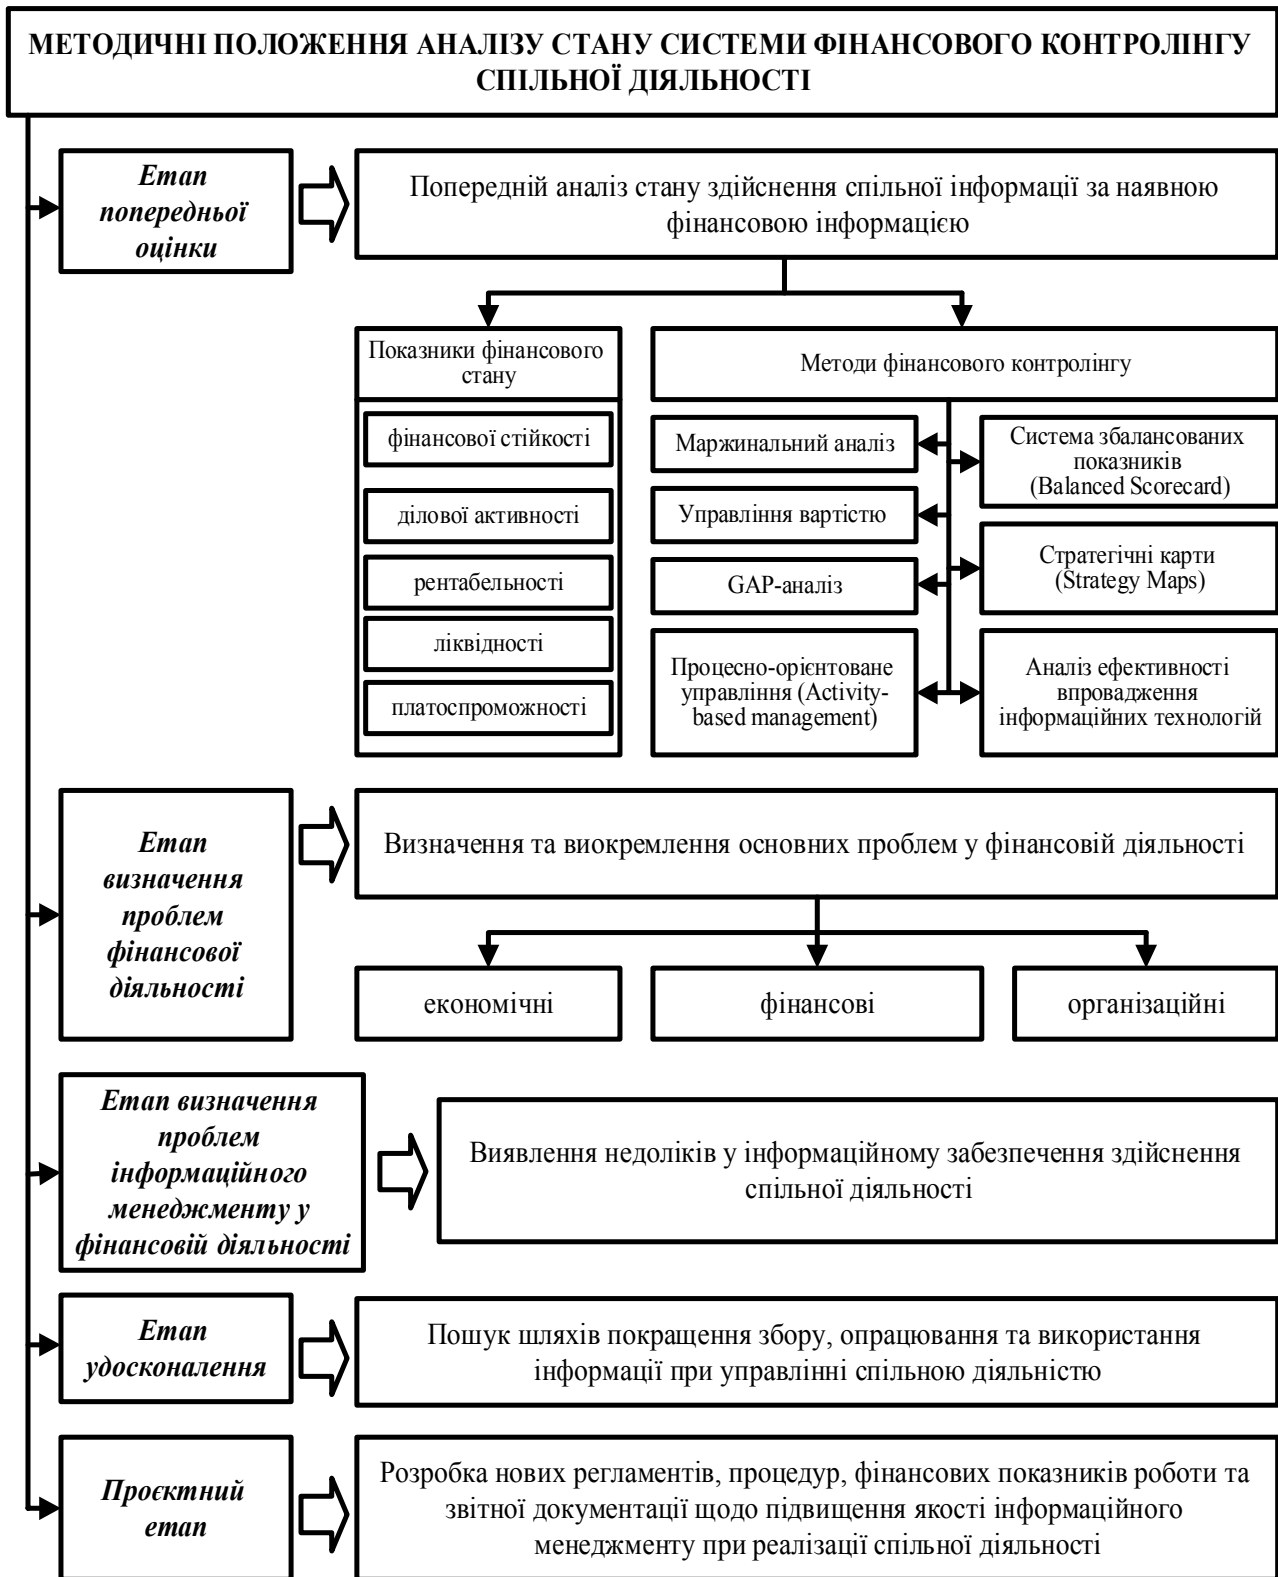 МЕТОДИЧНІ ПОЛОЖЕННЯ АНАЛІЗУ СТАНУ СИСТЕМИ ФІНАНСОВОГО КОНТРОЛІНГУ
СПІЛЬНОЇ ДІЯЛЬНОСТІ
Етап
попередньої
оцінки
Попередній аналіз стану здійснення спільної інформації за наявною
фінансовою інформацією
Показники фінансового
стану
фінансової стійкості
ділової активності
рентабельності
ліквідності
платоспроможності
Методи фінансового контролінгу
Маржинальний аналіз
Управління вартістю
GAP-аналіз
Процесно-орієнтоване
управління (Activity-
based management)
Система збалансованих
показників
(Balanced Scorecard)
Стратегічні карти
(Strategy Maps)
Аналіз ефективності
впровадження
інформаційних технологій
Етап
визначення
проблем
фінансової
діяльності
Визначення та виокремлення основних проблем у фінансовій діяльності
економічні
фінансові
організаційні
Етап визначення
проблем
інформаційного
менеджменту у
фінансовій діяльності
Виявлення недоліків у інформаційному забезпечення здійснення
спільної діяльності
Етап
удосконалення
Пошук шляхів покращення збору, опрацювання та використання
інформації при управлінні спільною діяльністю
Проєктний
етап
Розробка нових регламентів, процедур, фінансових показників роботи та
звітної документації щодо підвищення якості інформаційного
менеджменту при реалізації спільної діяльності